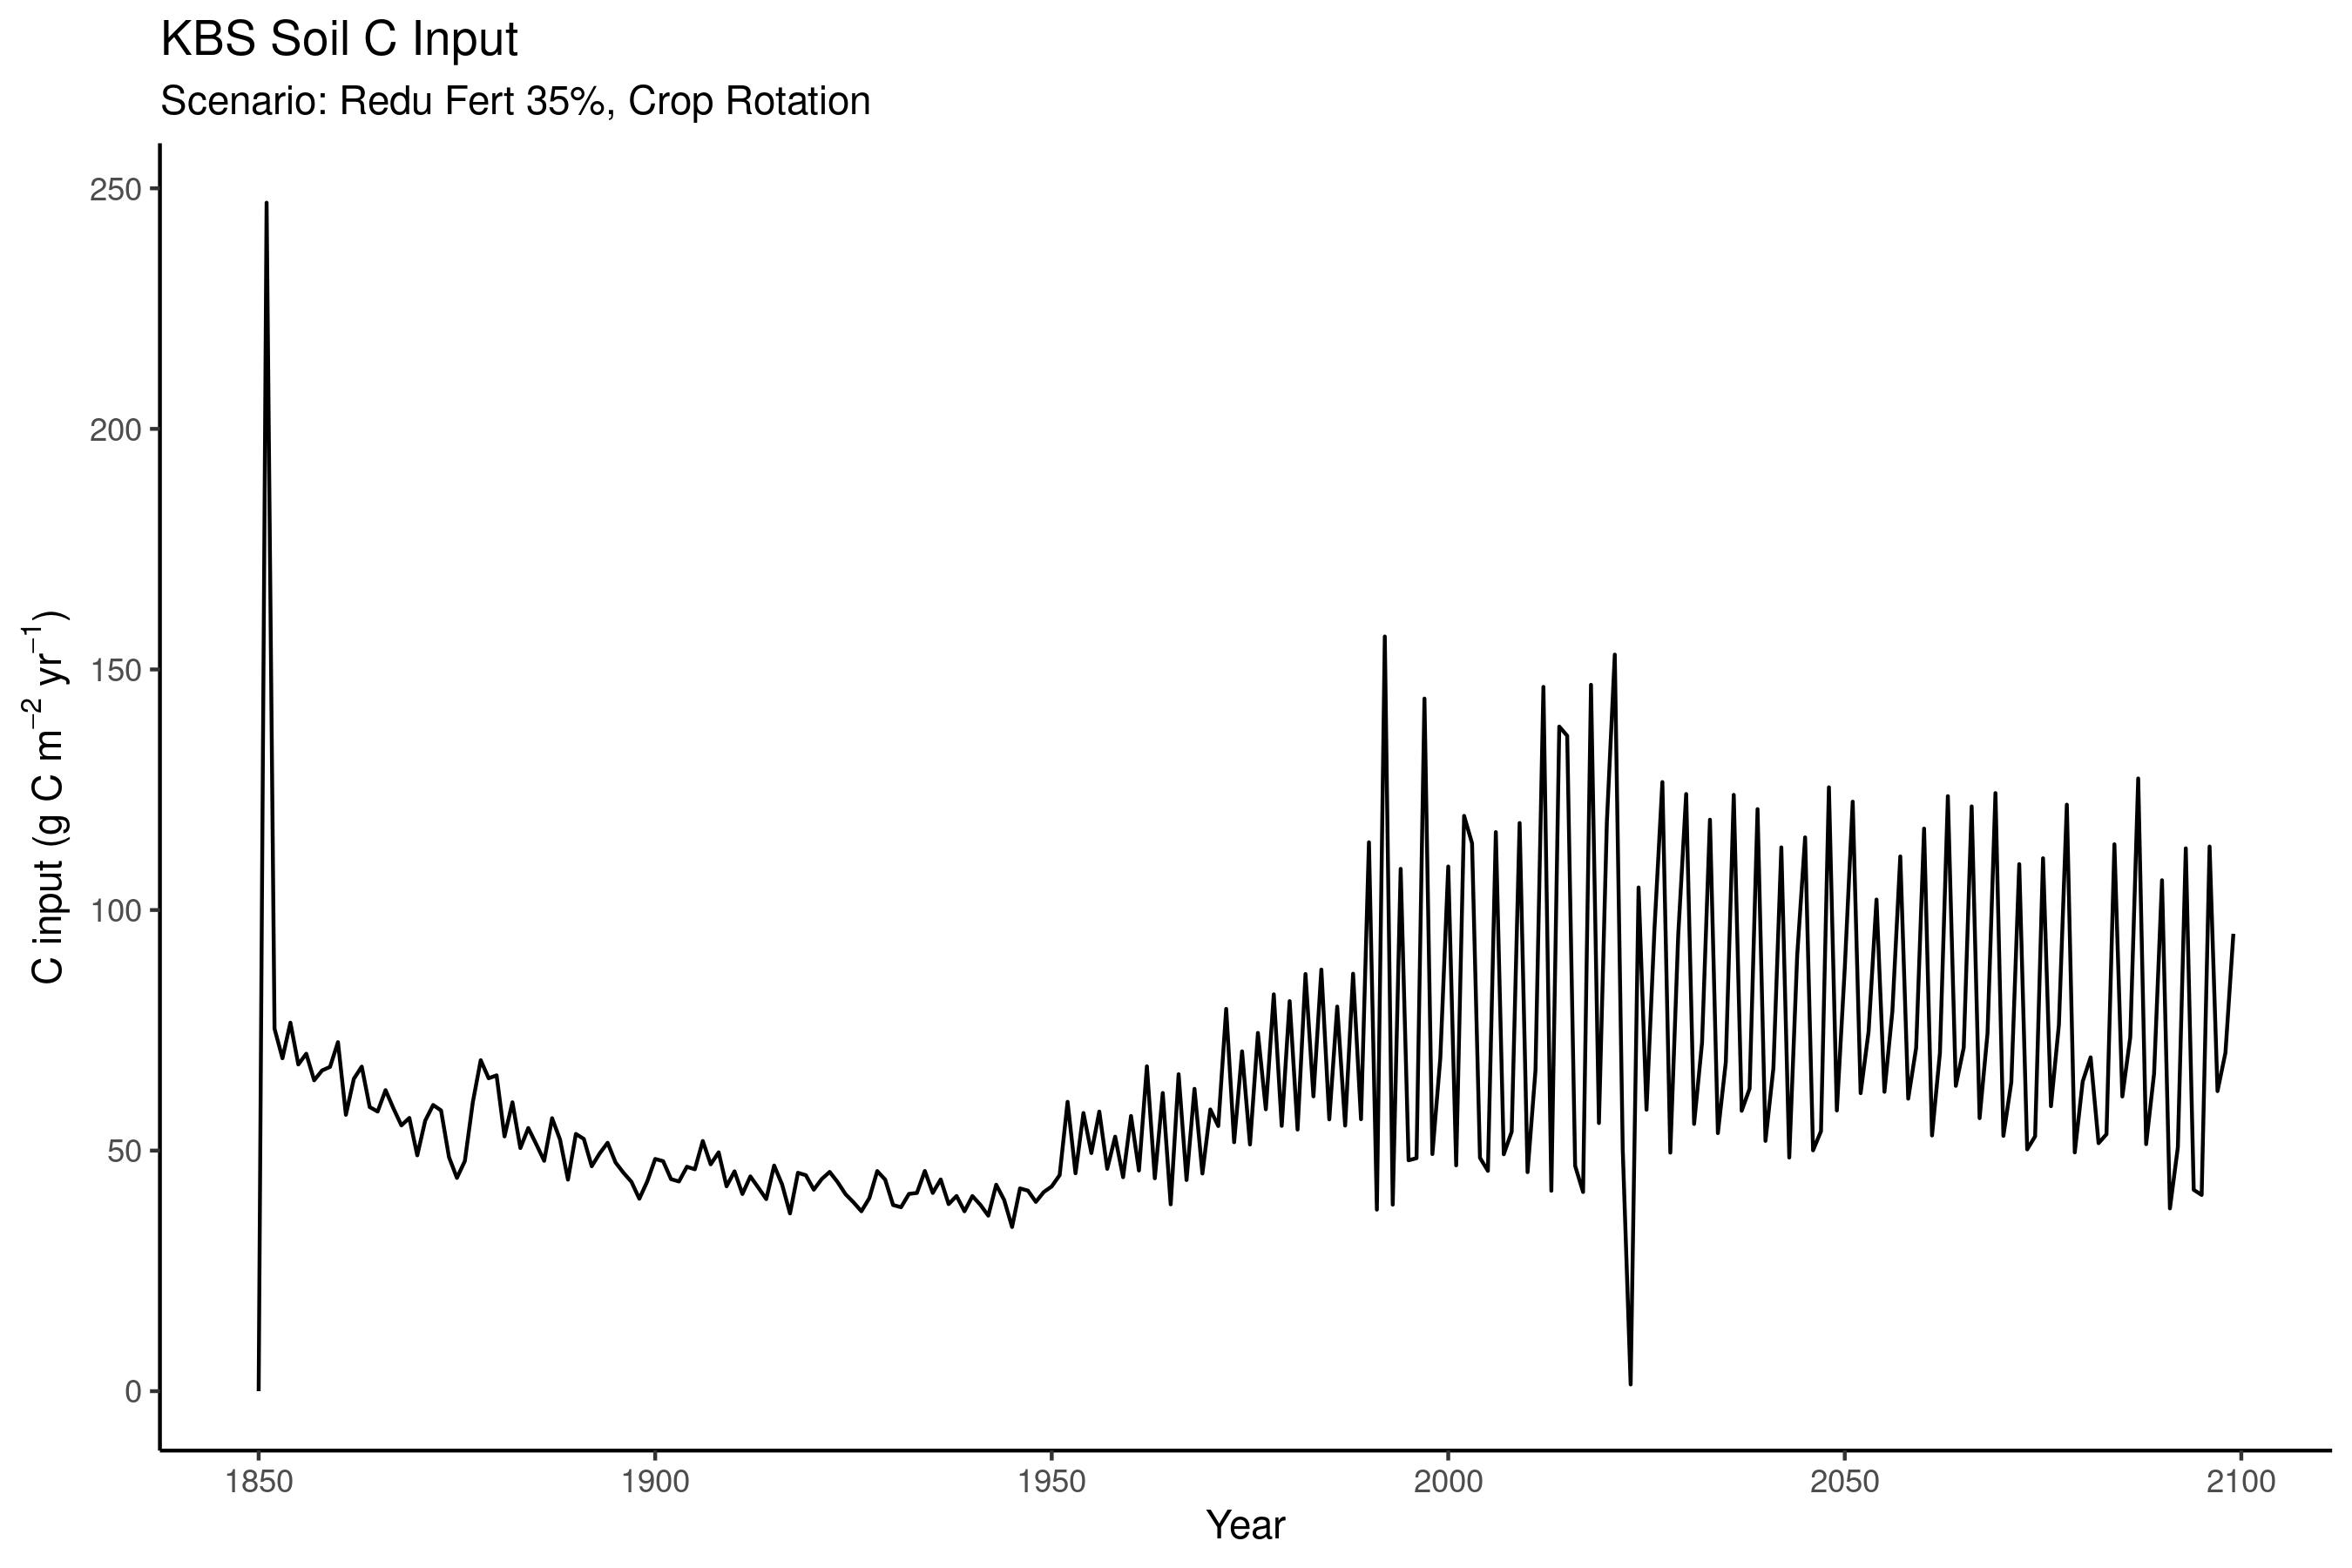 KBS Soil C Input
Scenario: Redu Fert 35%, Crop Rotation
C input (g C m⁻² yr⁻¹)
250
200
150
100
50
0
1850 1900 1950 2000 2050 2100
Year